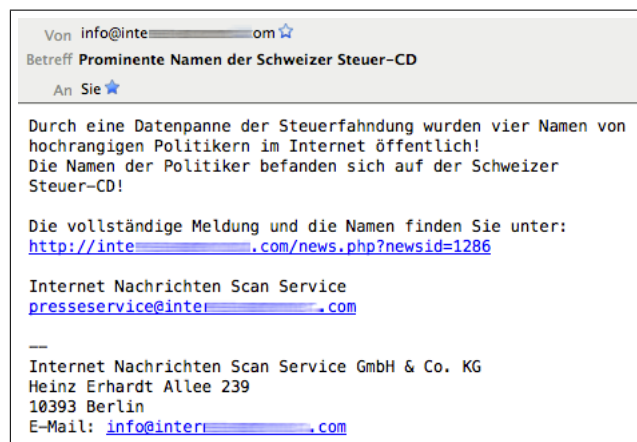 Von info@inte om
Betreff Prominente Namen der Schweizer Steuer-CD
An Sie
Durch eine Datenpanne der Steuerfahndung wurden vier Namen von
hochrangigen Politikern im Internet öffentlich!
Die Namen der Politiker befanden sich auf der Schweizer
Steuer-CD!
Die vollständige Meldung und die Namen finden Sie unter:
http://inte .com/news.php?newsid=1286
Internet Nachrichten Scan Service
presseservice@inter .com
——
Internet Nachrichten Scan Service GmbH & Co. KG
Heinz Erhardt Allee 239
10393 Berlin
E-Mail: info@inter .com